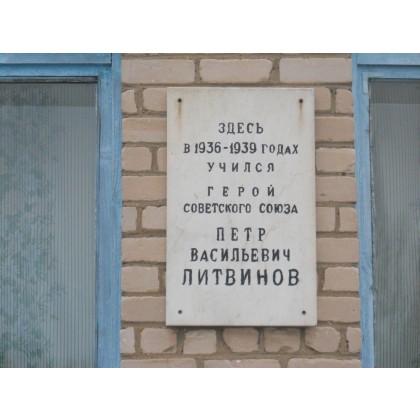 ЗДЕСЬ
В 1936-1939 ГОДАХ
УЧИЛСЯ
ГЕРОЙ
СОВЕТСКОГО СОЮЗА
ПЕТР
ВАСИЛЬЕВИЧ
ЛИТВИНОВ